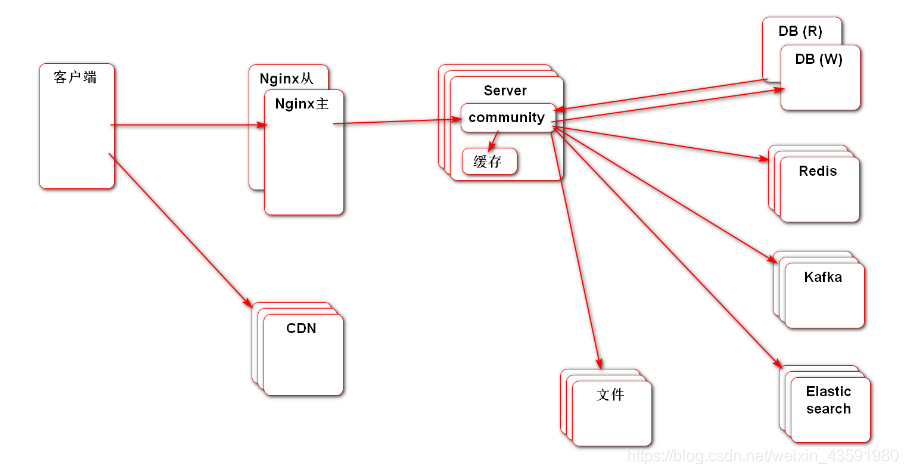 客户端
Nginx从
Nginx主
CDN
Server
community
缓存
文件
DB (R)
DB (W)
Redis
Kafka
Elastic
search
https://blog.csdn.net/weixin_43591980